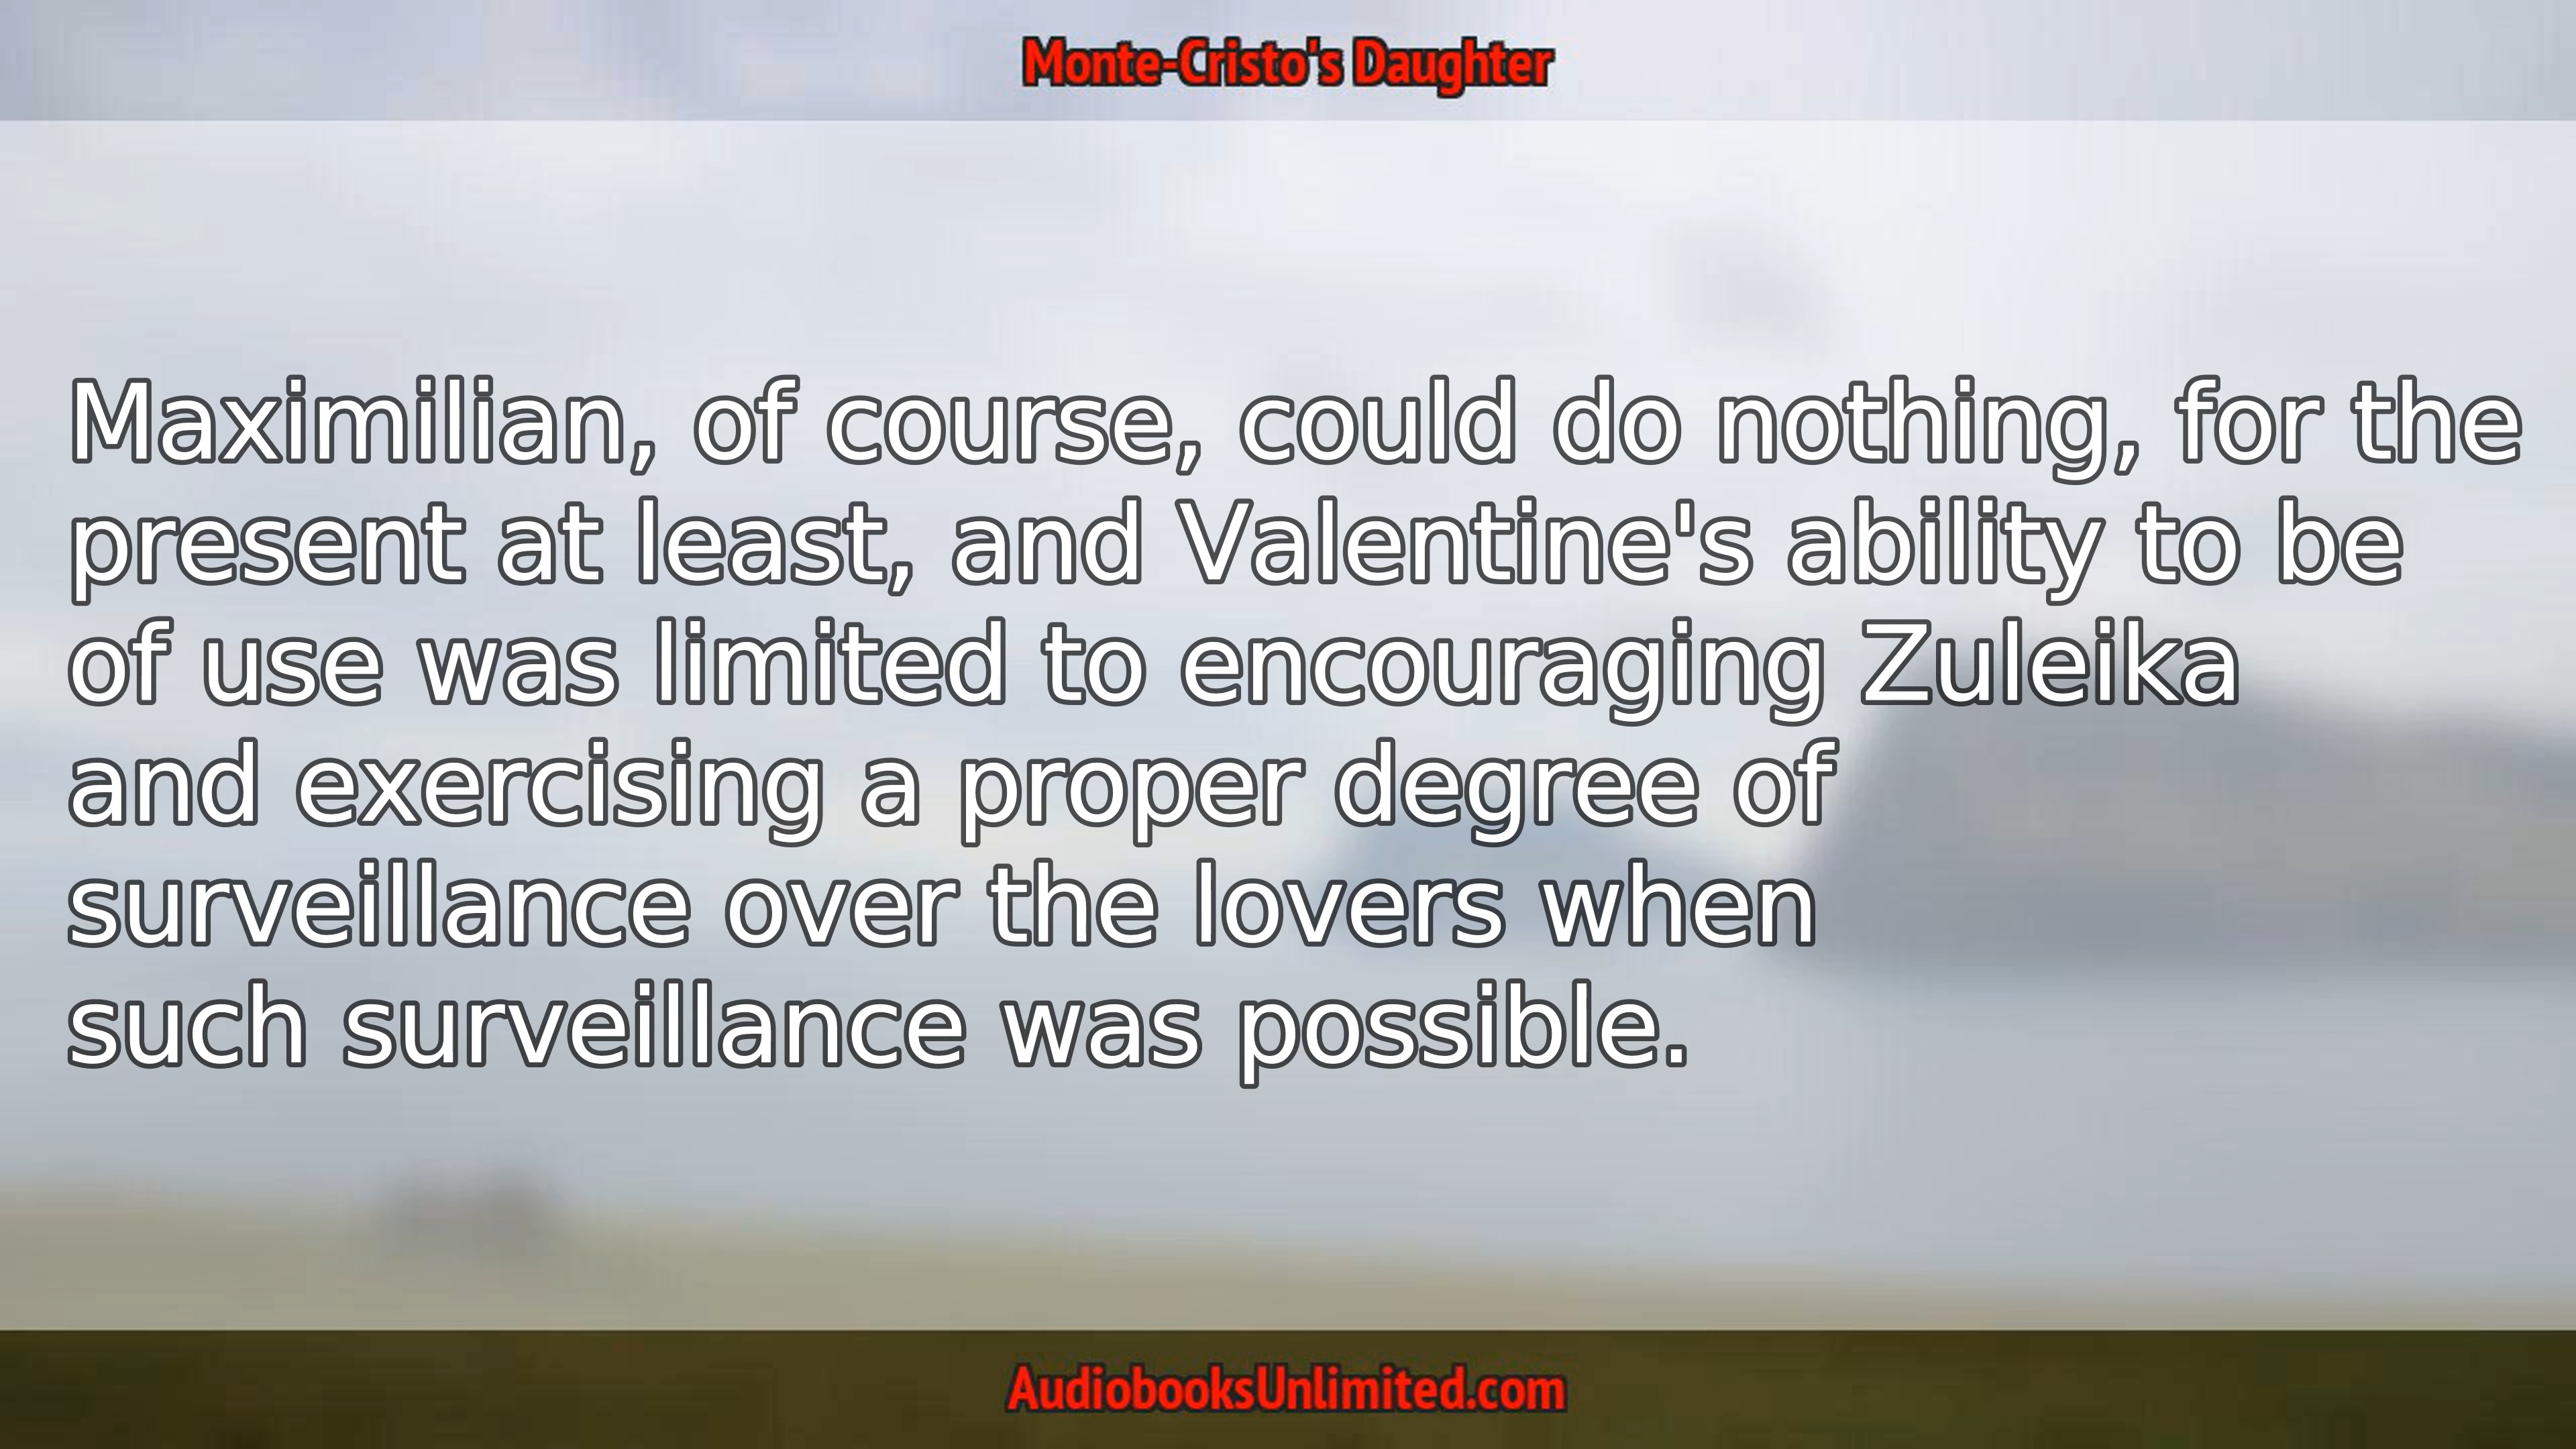 Monte-Cristo's Daughter
Maximilian, of course, could do nothing, for the
present at least, and Valentine's ability to be
of use was limited to encouraging Zuleika
and exercising a proper degree of
surveillance over the lovers when
such surveillance was possible.
AudiobooksUnlimited.com